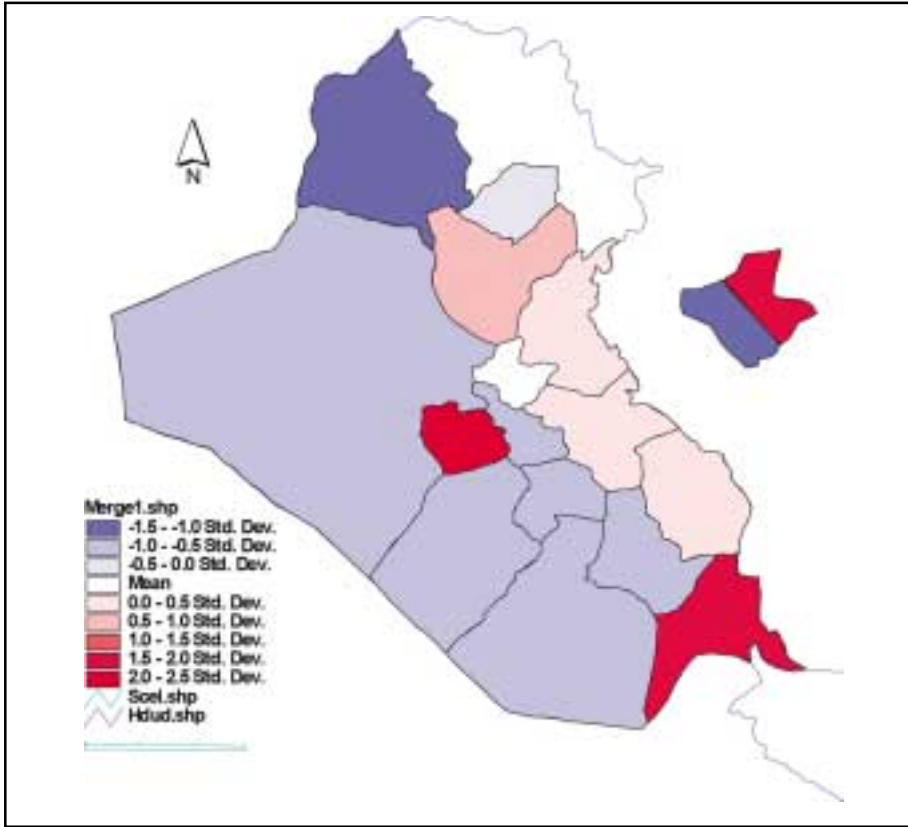 N
Merge1.shp
-1.5 - -1.0 Std. Dev.
-1.0 - -0.5 Std. Dev.
-0.5 - 0.0 Std. Dev.
Mean
0.0 - 0.5 Std. Dev.
0.5 - 1.0 Std. Dev.
1.0 - 1.5 Std. Dev.
1.5 - 2.0 Std. Dev.
2.0 - 2.5 Std. Dev.
Soel.shp
Hdud.shp